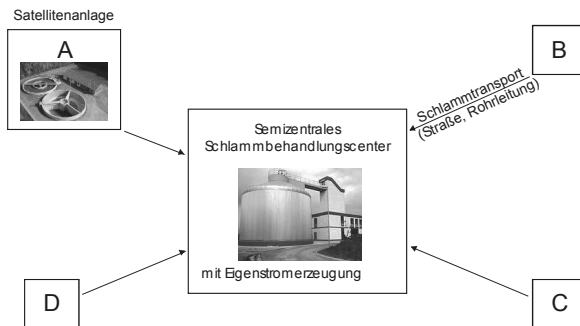 Satellitenanlage
A
B
Schlammtransport
(Straße, Rohrleitung)
Semizentrales
Schlammbehandlungscenter
mit Eigenstromerzeugung
D
C